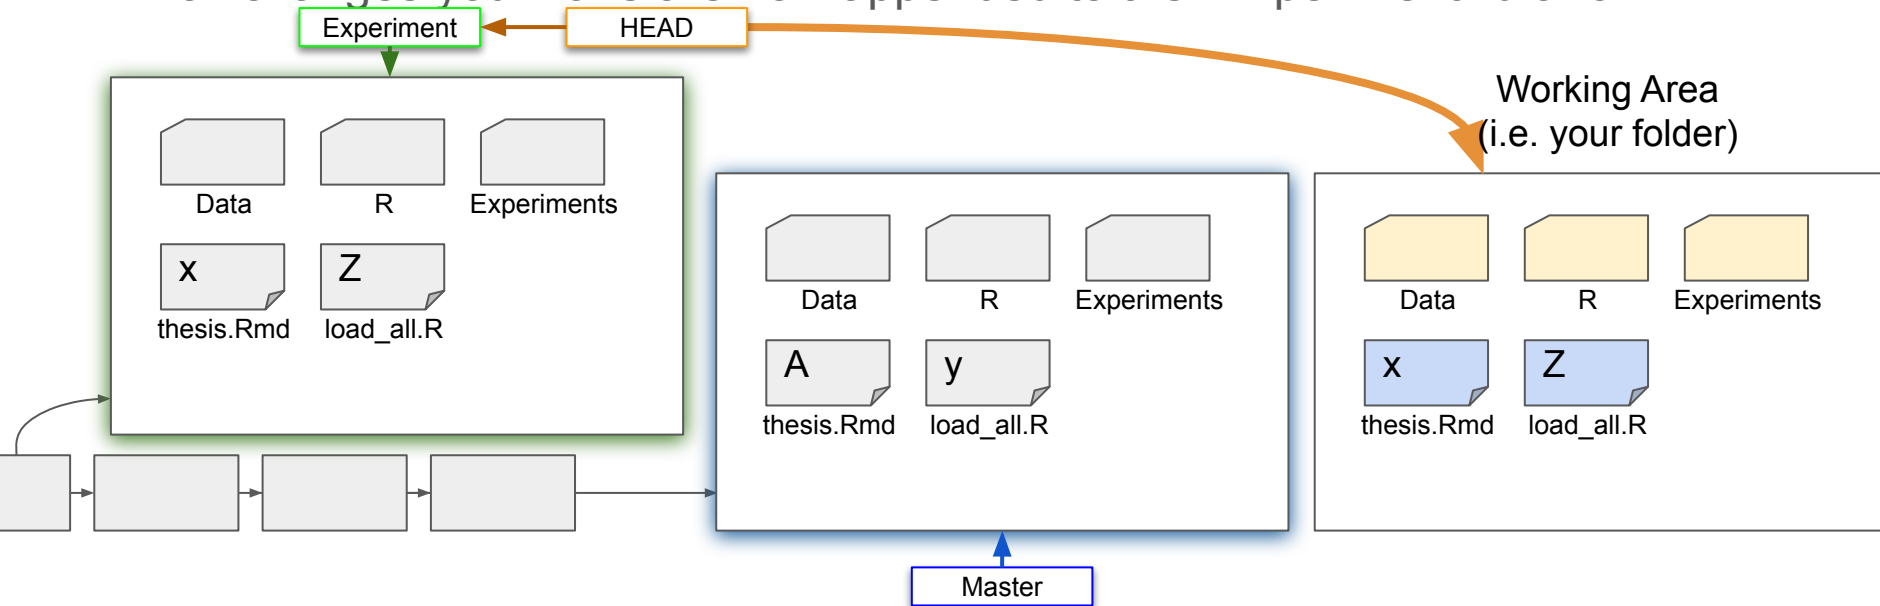 Experiment
HEAD
Working Area
(i.e. your folder)
Data
R
Experiments
x
Z
thesis.Rmd
load_all.R
Data
R
Experiments
A
y
thesis.Rmd
load_all.R
Data
R
Experiments
x
Z
thesis.Rmd
load_all.R
Master